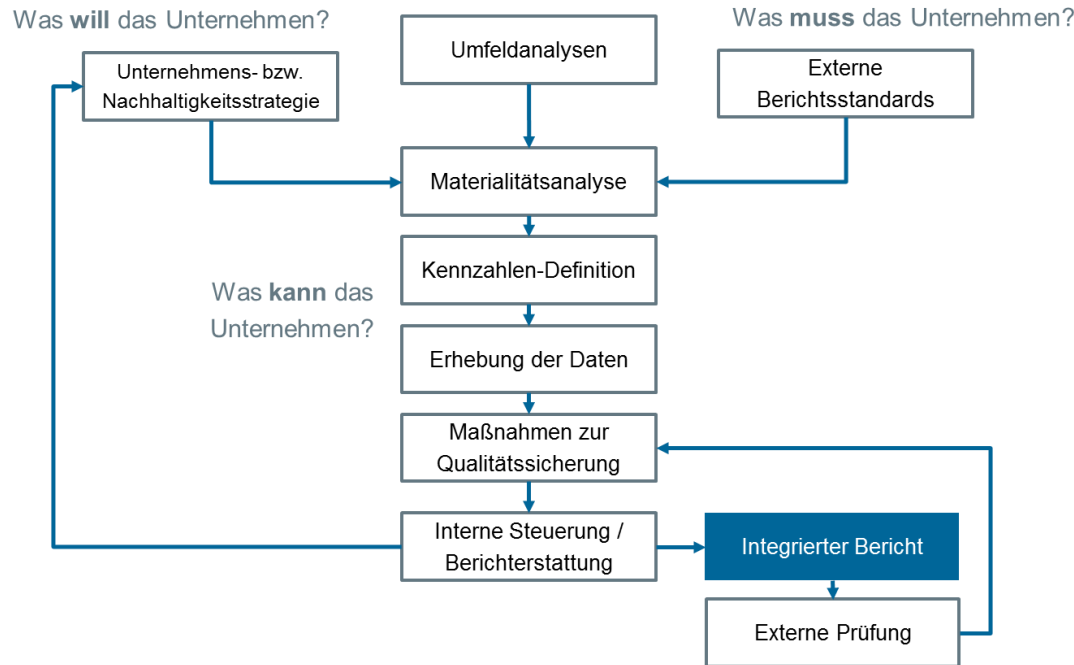 Was will das Unternehmen?
Was muss das Unternehmen?
Umfeldanalysen
Unternehmens- bzw.
Nachhaltigkeitsstrategie
Externe
Berichtsstandards
Materialitätsanalyse
Kennzahlen-Definition
Was kann das
Unternehmen?
Erhebung der Daten
Maßnahmen zur
Qualitätssicherung
Interne Steuerung /
Berichterstattung
Integrierter Bericht
Externe Prüfung